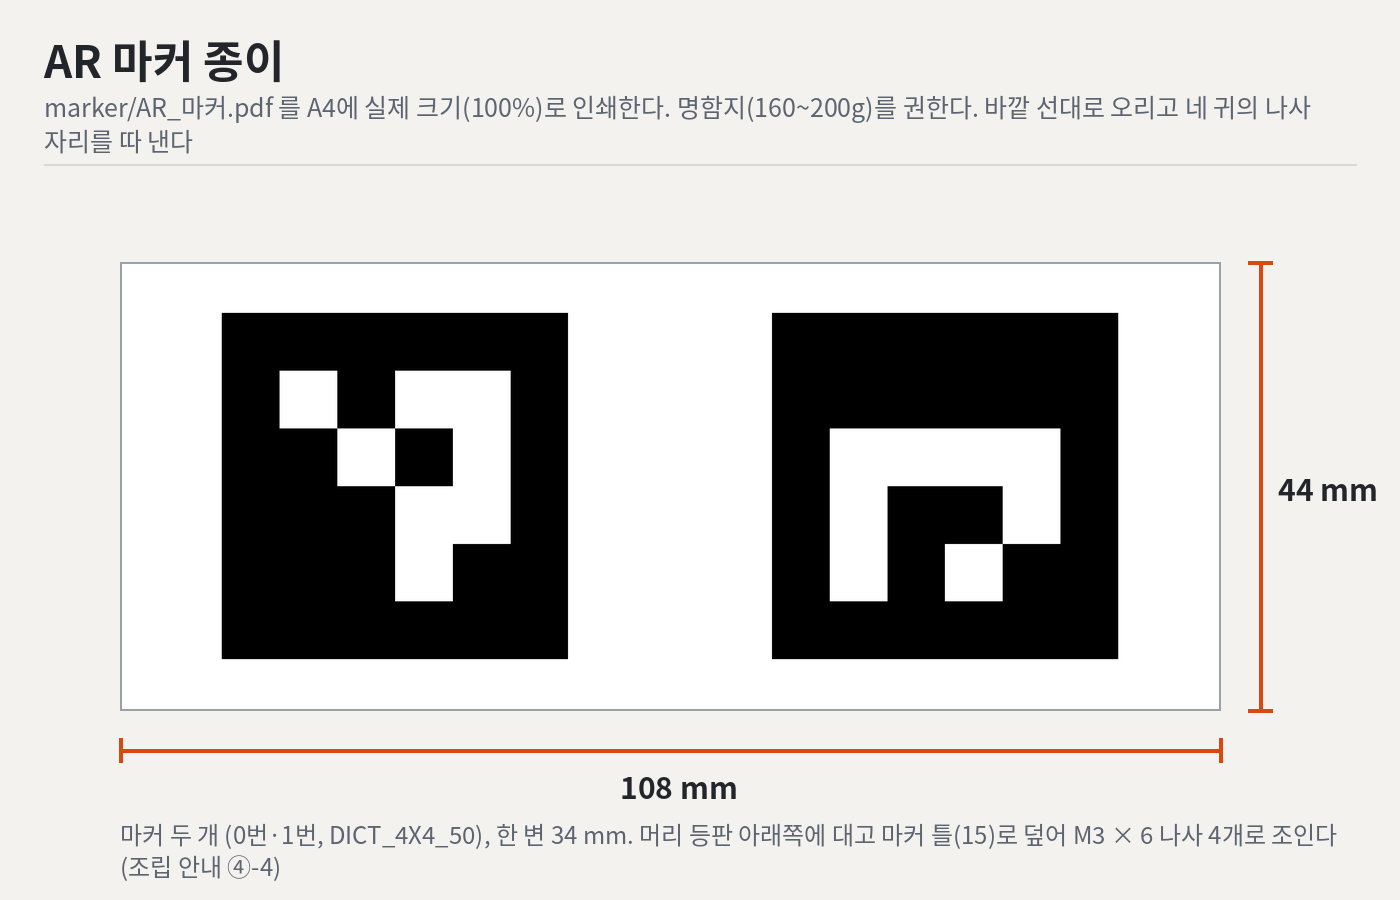 AR 마커 종이
marker/AR_마커.pdf 를 A4에 실제 크기(100%)로 인쇄한다. 명함지(160~200g)를 권한다. 바깥 선대로 오리고 네 귀의 나사
자리를 따 낸다
44 mm
108 mm
마커 두 개 (0번·1번, DICT_4X4_50), 한 변 34 mm. 머리 등판 아래쪽에 대고 마커 틀(15)로 덮어 M3 × 6 나사 4개로 조인다
(조립 안내 ④-4)